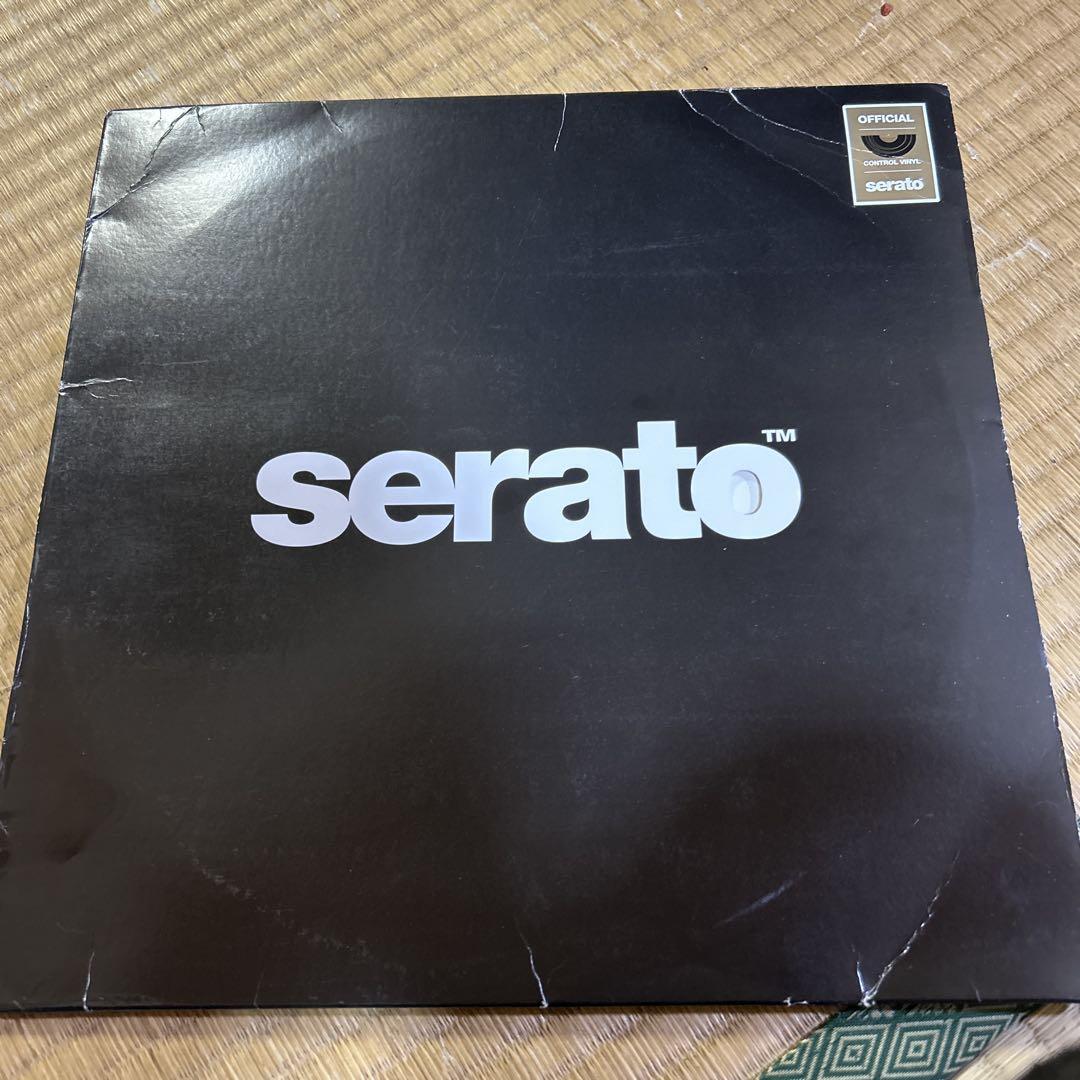 OFFICIAL
CONTROL VINYL
serato
serato™